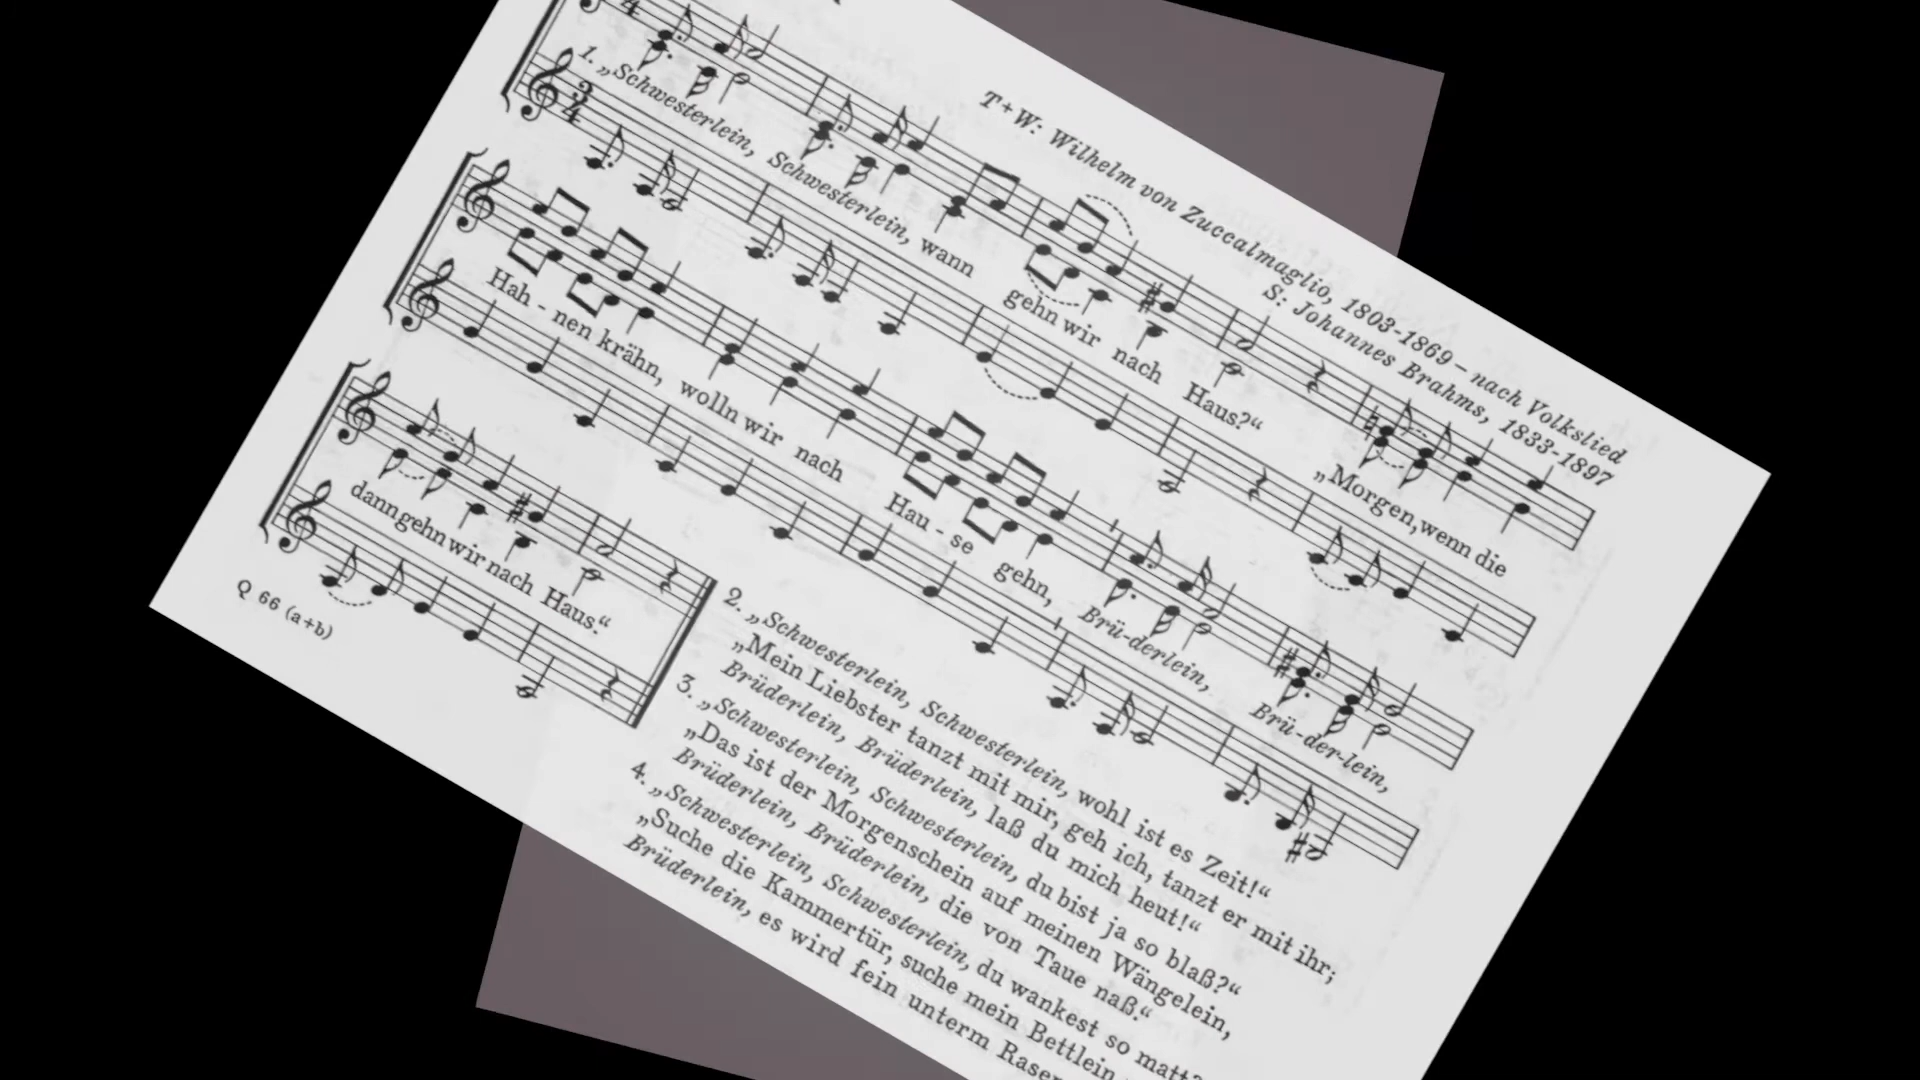 T+W: Wilhelm von Zuccalmaglio, 1803-1869 – nach Volkslied
S: Johannes Brahms, 1833-1897
1. „Schwesterlein, Schwesterlein, wann gehn wir nach Haus?“ „Morgen, wenn die
Hah - nen krähn, wolln wir nach Hau - se gehn, Brü-derlein, Brü-der-lein,
dann gehn wir nach Haus.“
Q 66 (a+b)
2. „Schwesterlein, Schwesterlein, wohl ist es Zeit!“
„Mein Liebster tanzt mit mir, geh ich, tanzt er mit ihr;
Brüderlein, Brüderlein, laß du mich heut!“
3. „Schwesterlein, Schwesterlein, du bist ja so blaß?“
„Das ist der Morgenschein auf meinen Wängelein,
Brüderlein, Brüderlein, die von Taue naß.“
4. „Schwesterlein, Schwesterlein, du wankest so matt?
„Suche die Kammertür, suche mein Bettlein
Brüderlein, es wird fein unterm